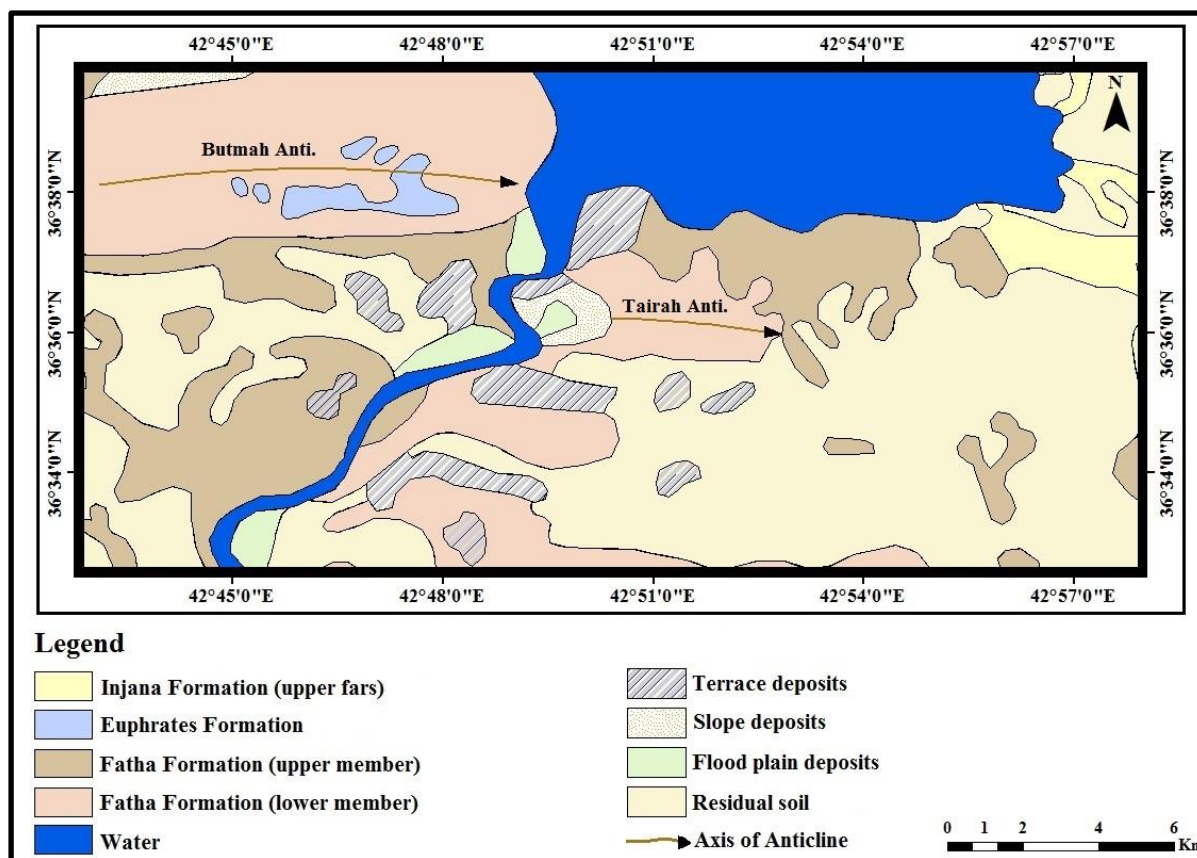 42°45'0"E 42°48'0"E 42°51'0"E 42°54'0"E 42°57'0"E
N
Butmah Anti.
36°38'0"N 36°38'0"N
Tairah Anti.
36°36'0"N 36°36'0"N
36°34'0"N 36°34'0"N
42°45'0"E 42°48'0"E 42°51'0"E 42°54'0"E 42°57'0"E
Legend
Injana Formation (upper fars)
Euphrates Formation
Fatha Formation (upper member)
Fatha Formation (lower member)
Water
Terrace deposits
Slope deposits
Flood plain deposits
Residual soil
Axis of Anticline
0 1 2 4 6
Km